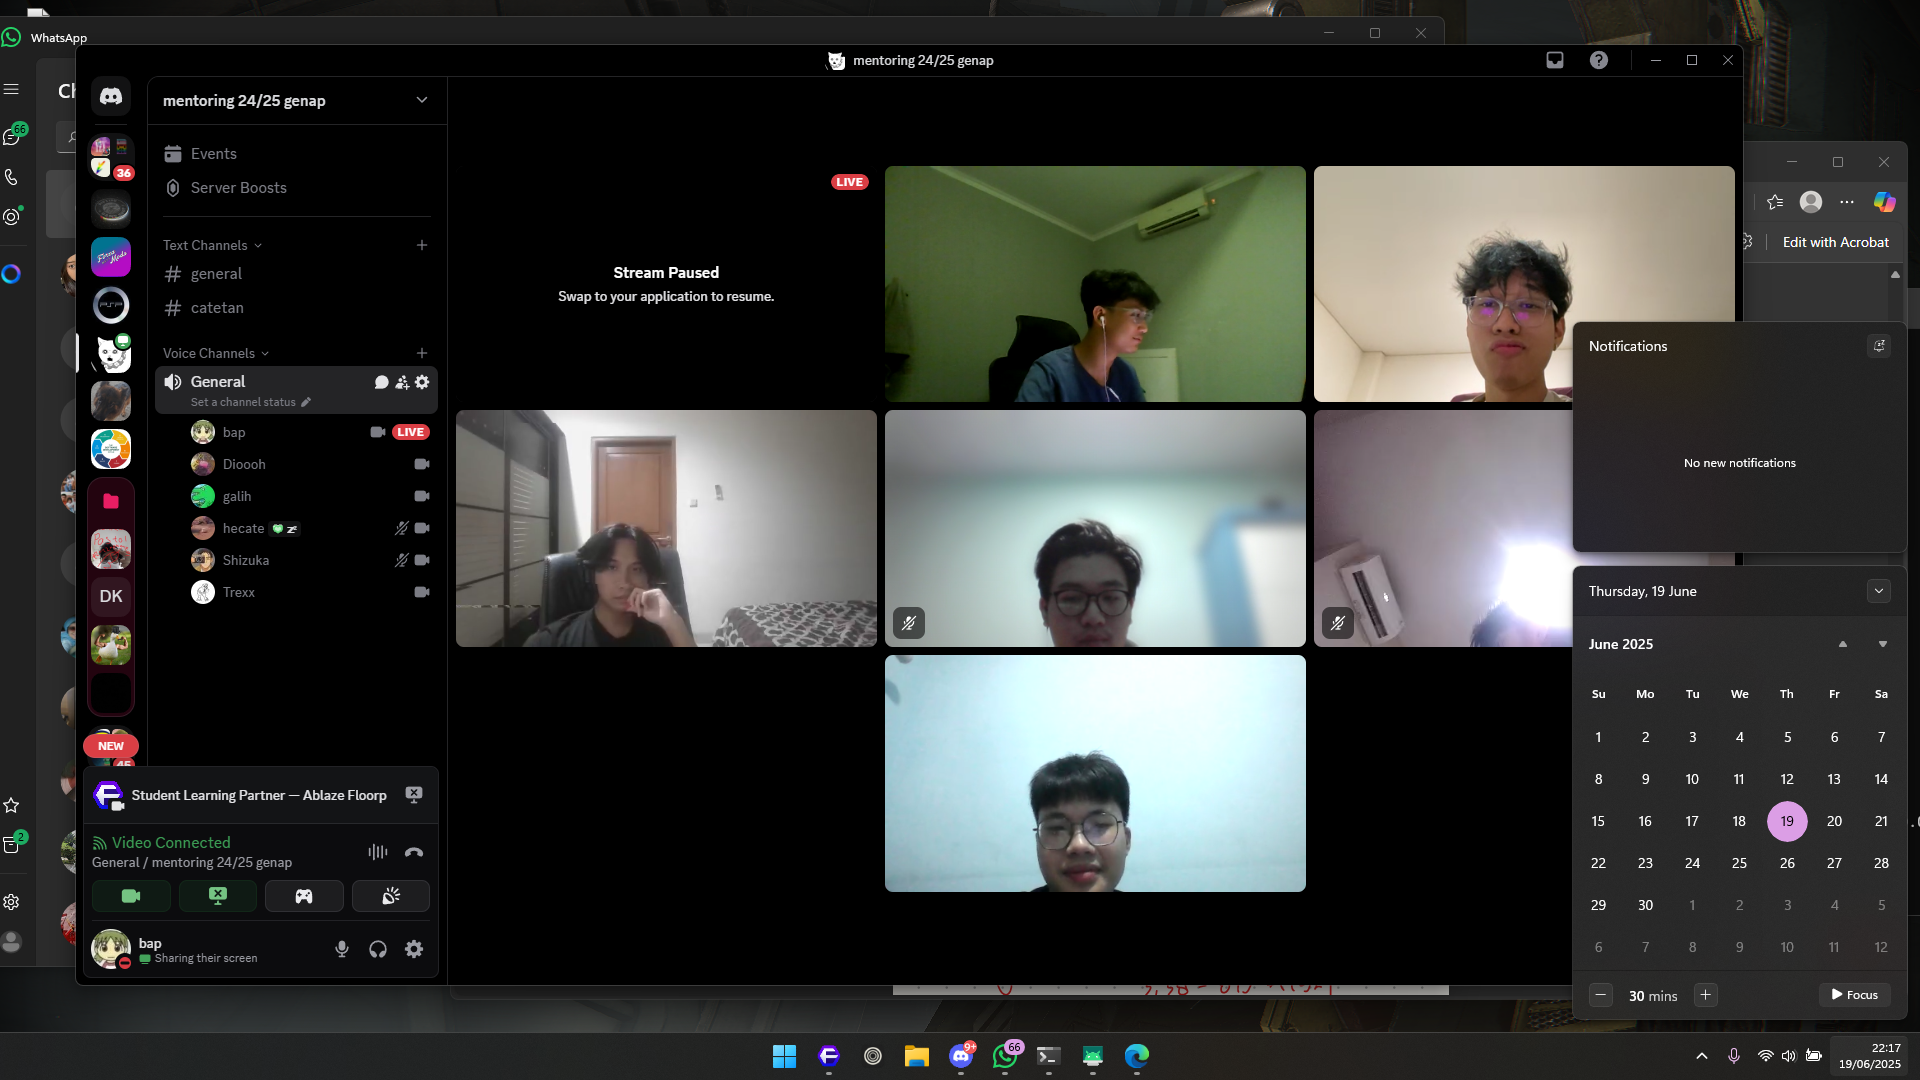 WhatsApp
mentoring 24/25 genap
66
Ch
mentoring 24/25 genap
Events
Server Boosts
36
LIVE
Edit with Acrobat
Text Channels
general
catetan
Stream Paused
Swap to your application to resume.
PSP
Voice Channels
General
Set a channel status
bap
LIVE
Dioooh
galih
hecate
Shizuka
Trexx
DK
NEW
Notifications
No new notifications
Thursday, 19 June
June 2025
Su Mo Tu We Th Fr Sa
1 2 3 4 5 6 7
8 9 10 11 12 13 14
15 16 17 18 19 20 21
22 23 24 25 26 27 28
29 30 1 2 3 4 5
6 7 8 9 10 11 12
30 mins
Focus
Student Learning Partner — Ablaze Floorp
2
Video Connected
General / mentoring 24/25 genap
bap
Sharing their screen
9+
66
22:17
19/06/2025